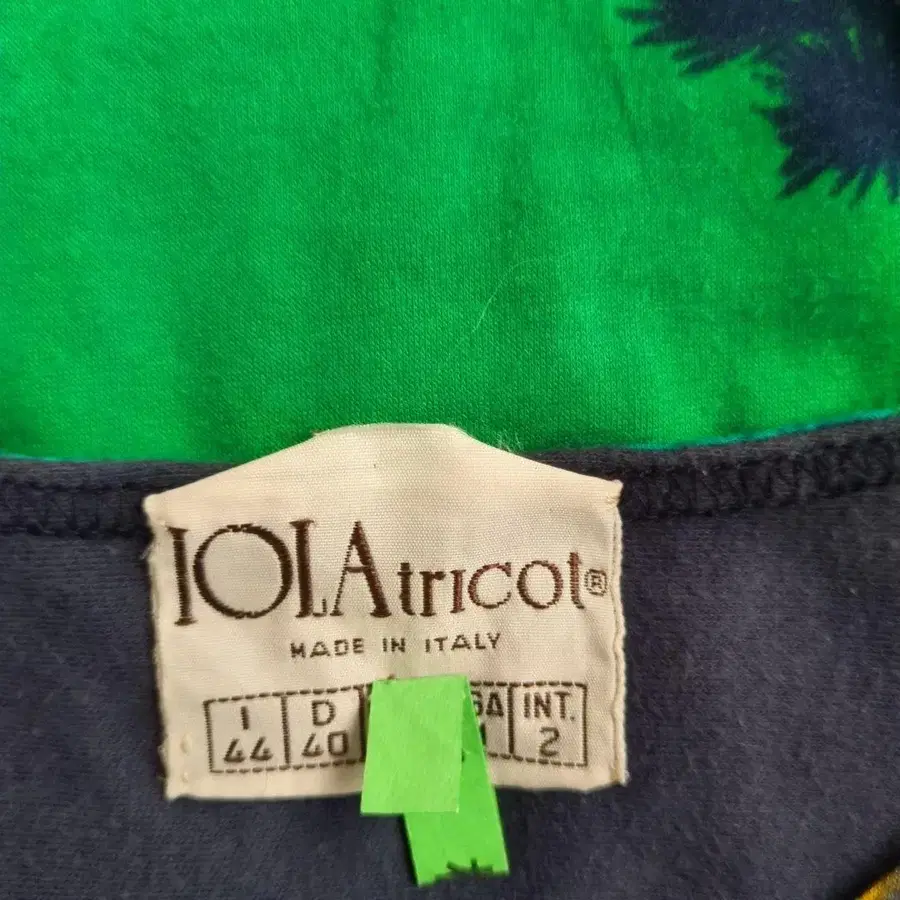 IOLAtricot®
MADE IN ITALY
I D INT.
44 40 2